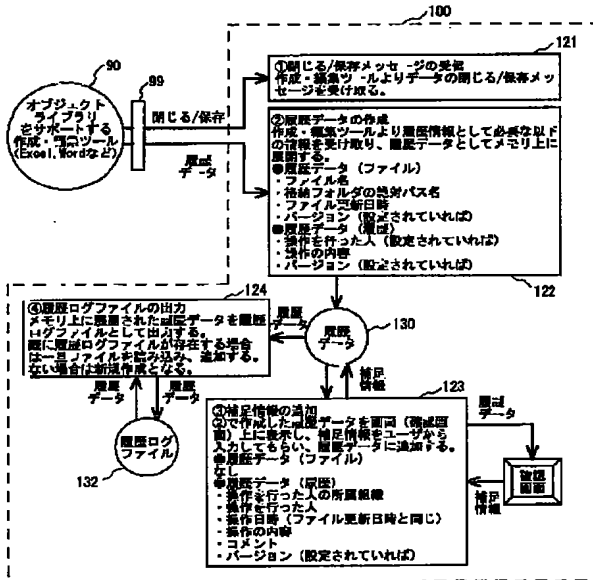 100
90
99
オブジェクト
ライブラリ
をサポートする
作成・編集ツール
(Excel,Wordなど)
閉じる/保存
履歴
データ
121
①閉じる/保存メッセージの受信
作成・編集ツールよりデータの閉じる/保存メッ
セージを受け取る。
②履歴データの作成
作成・編集ツールより履歴情報として必要な以下
の情報を受け取り、履歴データとしてメモリ上に
展開する。
●履歴データ(ファイル)
・ファイル名
・格納フォルダの絶対パス名
・ファイル更新日時
・バージョン(設定されていれば)
●履歴データ(履歴)
・操作を行った人(設定されていれば)
・操作の内容
・バージョン(設定されていれば)
122
124
④履歴ログファイルの出力
メモリ上に展開された履歴データを履歴
ログファイルとして出力する。
既に履歴ログファイルが存在する場合
は一旦ファイルを読み込み、追加する。
ない場合は新規作成となる。
履歴
データ
130
履歴
データ
履歴
データ
履歴
データ
履歴ログ
ファイル
132
履歴
データ
補足
情報
123
③補足情報の追加
②で作成した履歴データを画面(確認画
面)上に表示し、補足情報をユーザから
入力してもらい、履歴データに追加する。
●履歴データ(ファイル)
なし
●履歴データ(履歴)
・操作を行った人の所属組織
・操作を行った人
・操作日時(ファイル更新日時と同じ)
・操作の内容
・コメント
・バージョン(設定されていれば)
履歴
データ
確認
画面
補足
情報